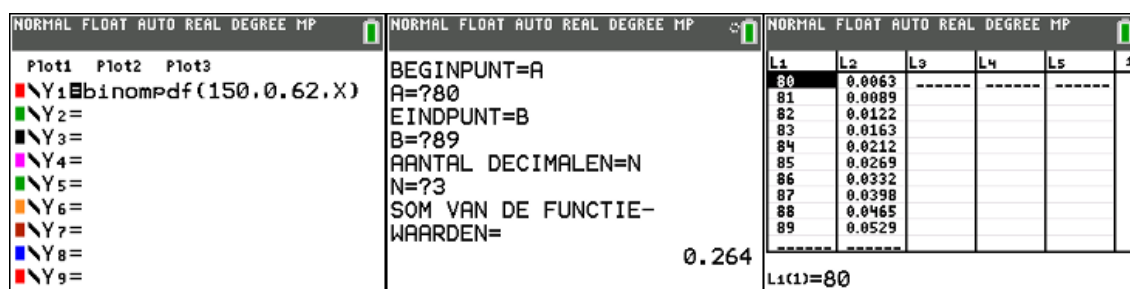 NORMAL FLOAT AUTO REAL DEGREE MP
Plot1 Plot2 Plot3
\Y1=binompdf(150,0.62,X)
\Y2=
\Y3=
\Y4=
\Y5=
\Y6=
\Y7=
\Y8=
\Y9=
NORMAL FLOAT AUTO REAL DEGREE MP
BEGINPUNT=A
A=?80
EINDPUNT=B
B=?89
AANTAL DECIMALEN=N
N=?3
SOM VAN DE FUNCTIE-
WAARDEN=
0.264
NORMAL FLOAT AUTO REAL DEGREE MP
L1 L2 L3 L4 L5
80 0.0063 ------ ------ ------
81 0.0089
82 0.0122
83 0.0163
84 0.0212
85 0.0269
86 0.0332
87 0.0398
88 0.0465
89 0.0529
------ ------
L1(1)=80